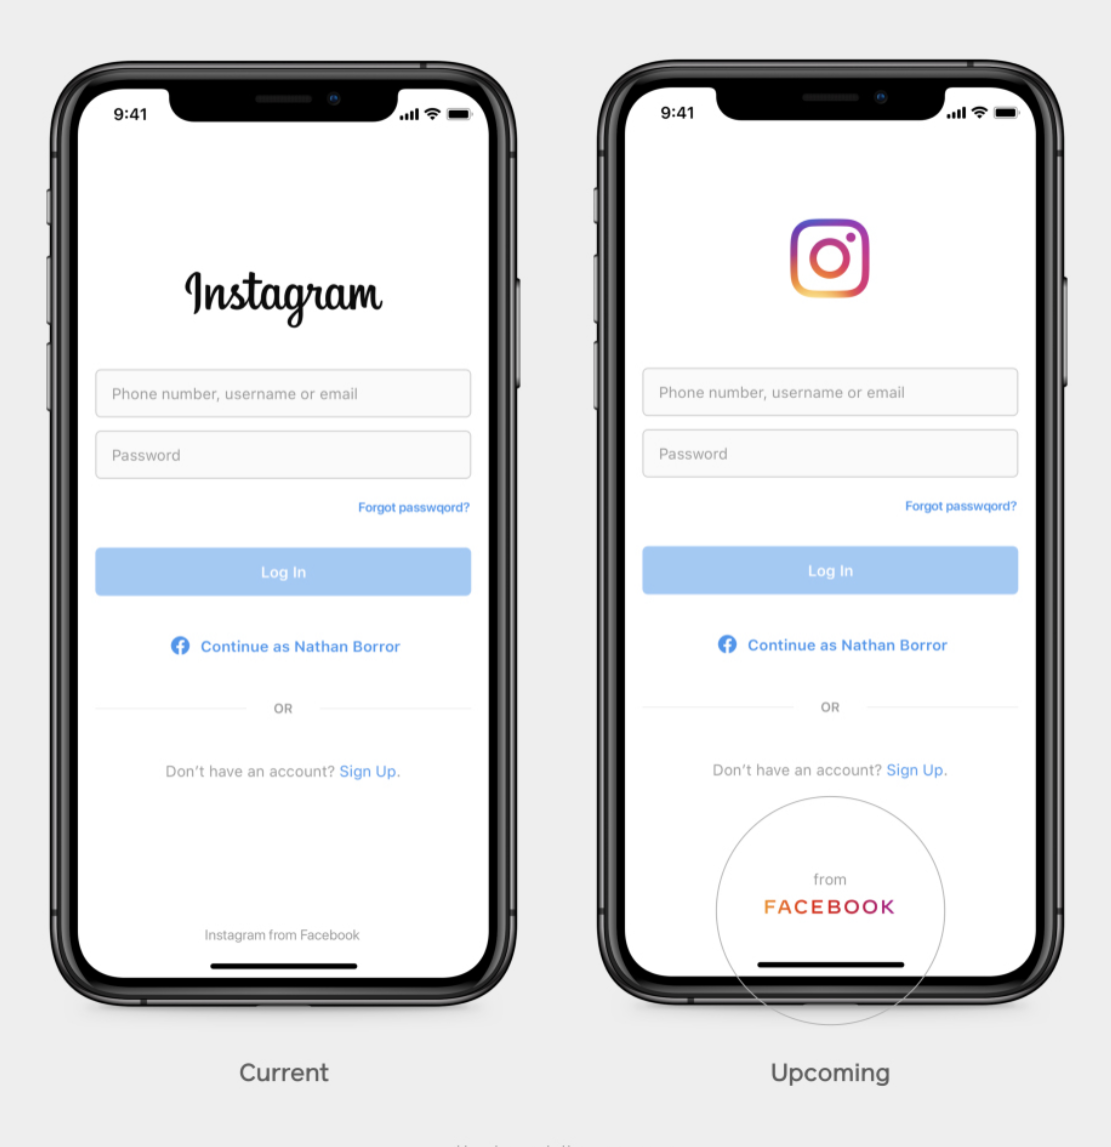 9:41
Instagram
Phone number, username or email
Password
Forgot passwqord?
Log In
Continue as Nathan Borror
OR
Don't have an account? Sign Up.
Instagram from Facebook
Current
9:41
Phone number, username or email
Password
Forgot passwqord?
Log In
Continue as Nathan Borror
OR
Don't have an account? Sign Up.
from
FACEBOOK
Upcoming